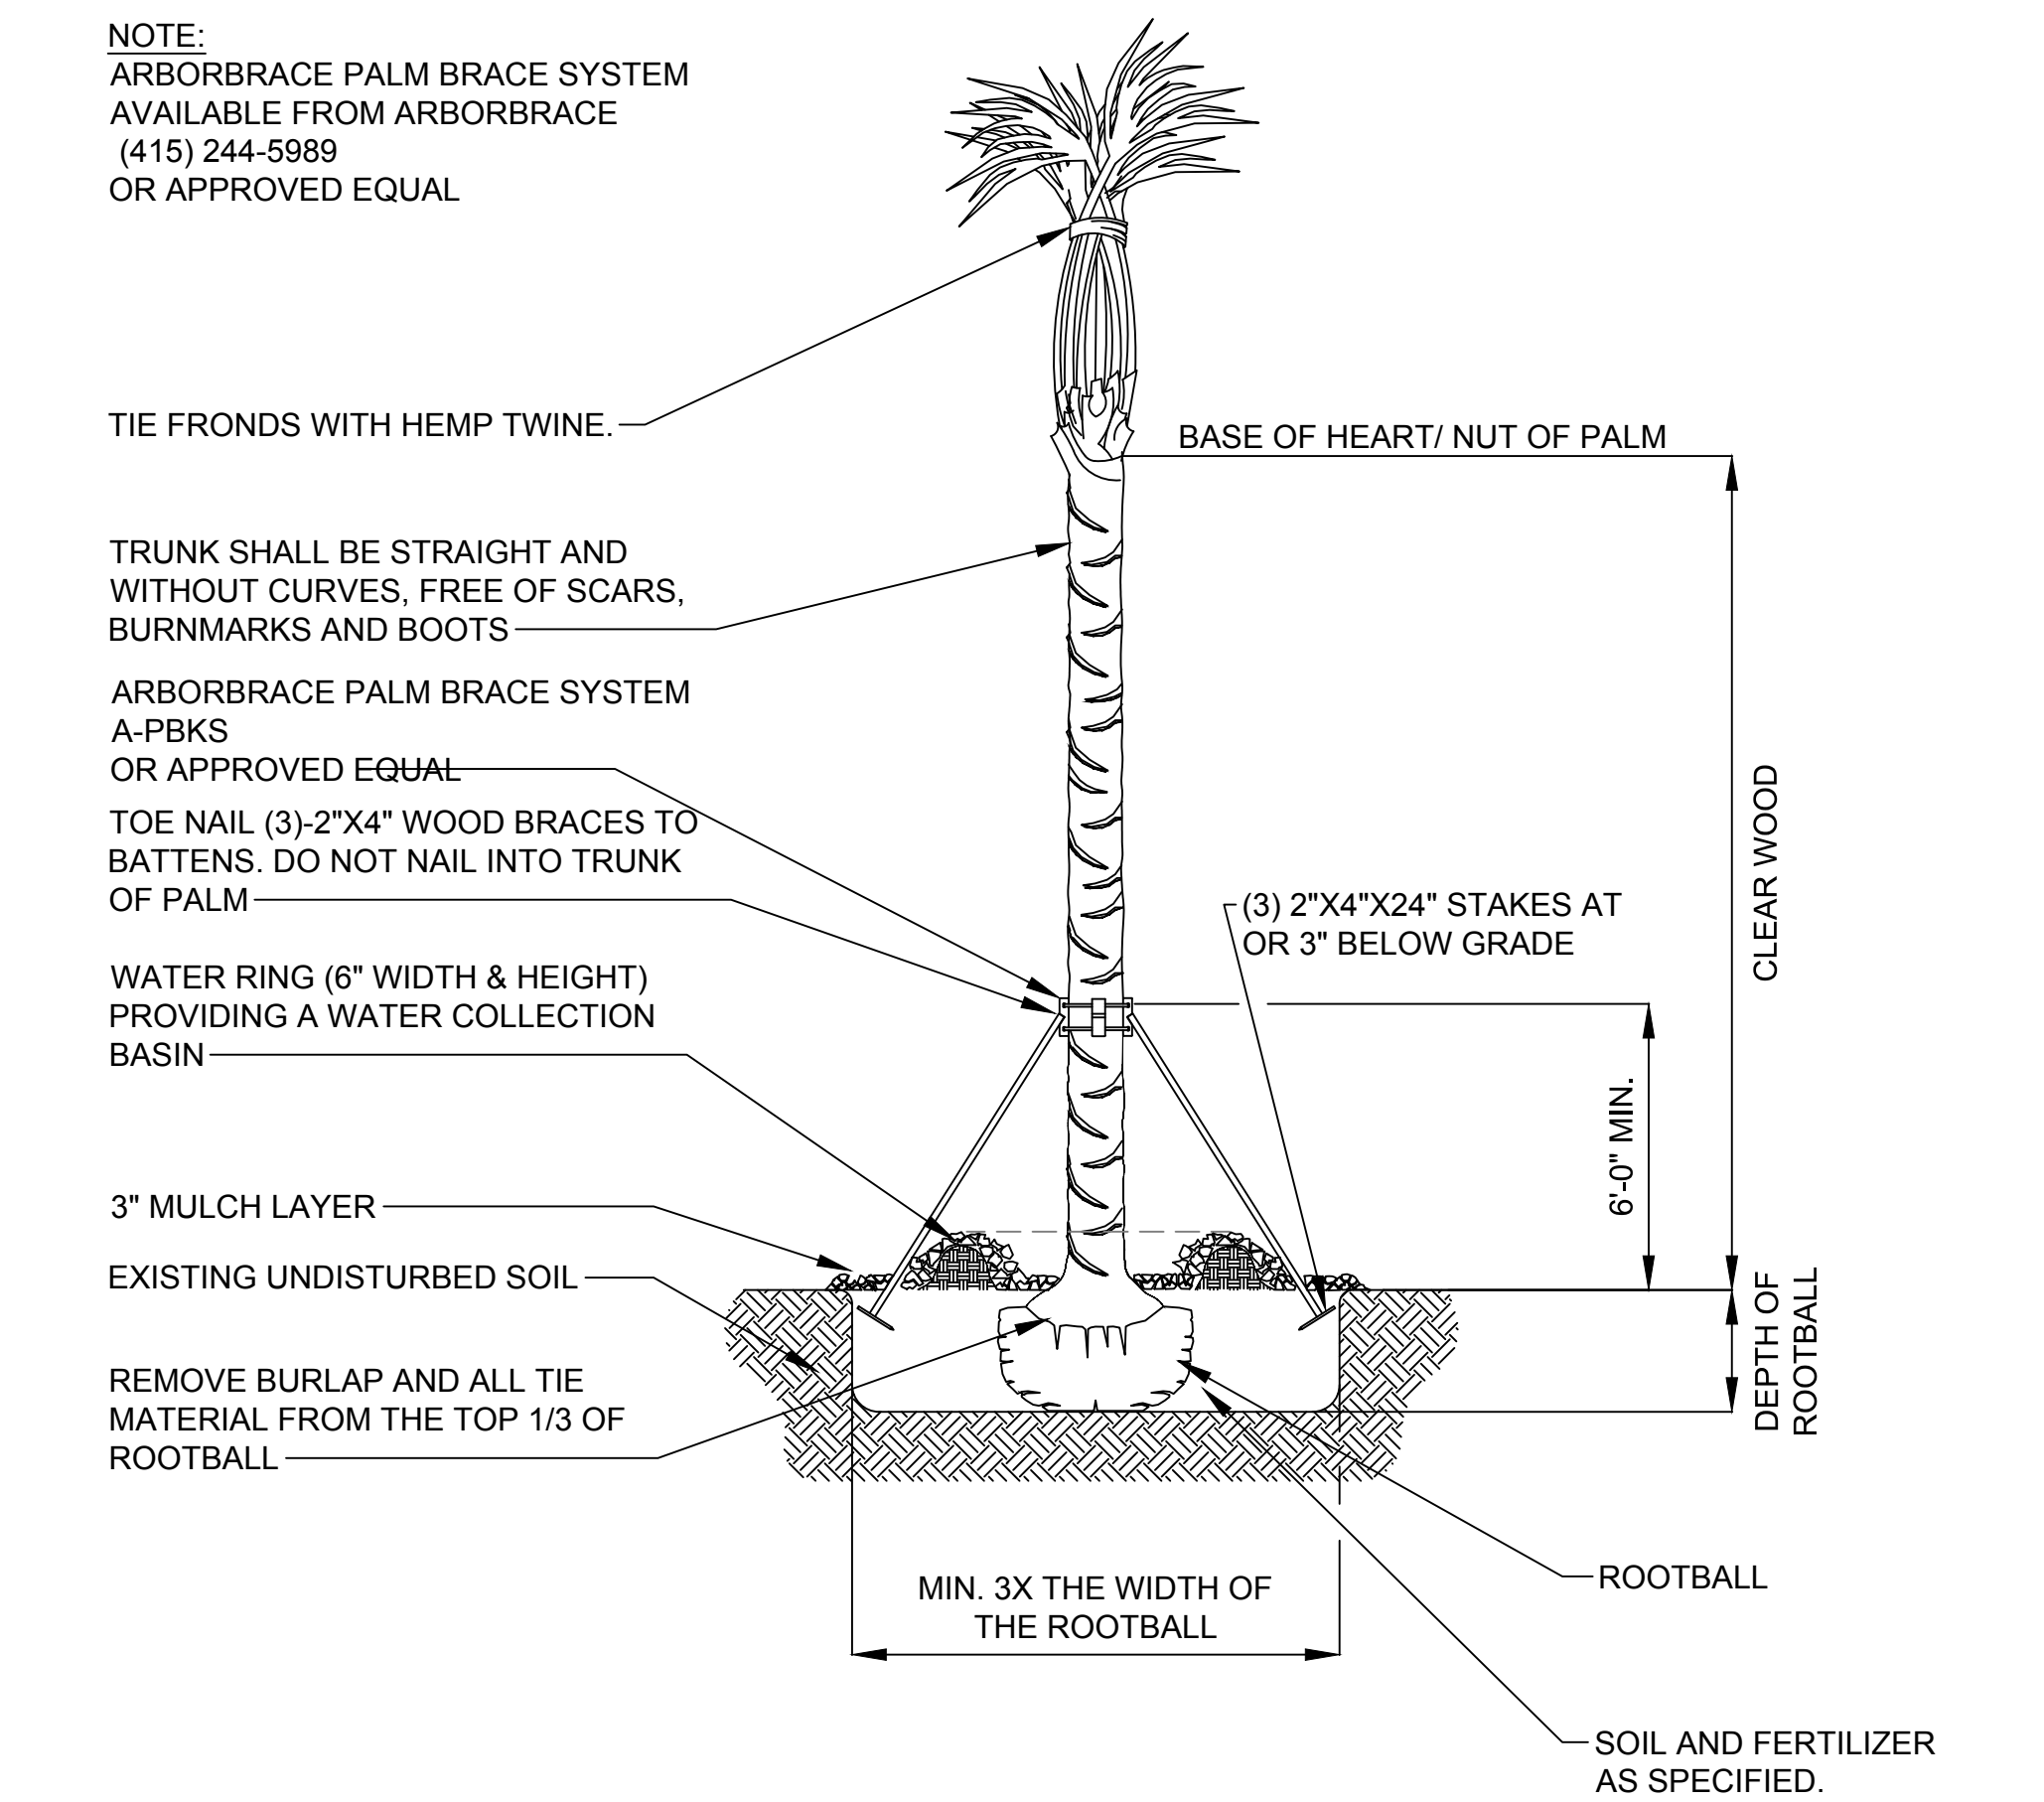 NOTE:
ARBORBRACE PALM BRACE SYSTEM
AVAILABLE FROM ARBORBRACE
(415) 244-5989
OR APPROVED EQUAL
TIE FRONDS WITH HEMP TWINE.
BASE OF HEART/ NUT OF PALM
TRUNK SHALL BE STRAIGHT AND
WITHOUT CURVES, FREE OF SCARS,
BURNMARKS AND BOOTS
ARBORBRACE PALM BRACE SYSTEM
A-PBKS
OR APPROVED EQUAL
TOE NAIL (3)-2"X4" WOOD BRACES TO
BATTENS. DO NOT NAIL INTO TRUNK
OF PALM
(3) 2"X4"X24" STAKES AT
OR 3" BELOW GRADE
CLEAR WOOD
WATER RING (6" WIDTH & HEIGHT)
PROVIDING A WATER COLLECTION
BASIN
6'-0" MIN.
3" MULCH LAYER
EXISTING UNDISTURBED SOIL
DEPTH OF
ROOTBALL
REMOVE BURLAP AND ALL TIE
MATERIAL FROM THE TOP 1/3 OF
ROOTBALL
MIN. 3X THE WIDTH OF
THE ROOTBALL
ROOTBALL
SOIL AND FERTILIZER
AS SPECIFIED.